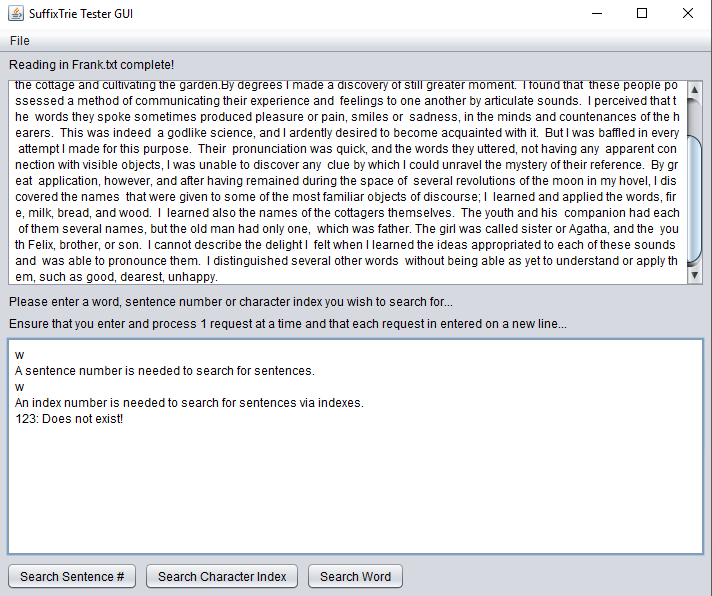 SuffixTrie Tester GUI
File
Reading in Frank.txt complete!
the cottage and cultivating the garden.By degrees I made a discovery of still greater moment.  I found that  these people po
ssessed a method of communicating their experience and  feelings to one another by articulate sounds.  I perceived that t
he  words they spoke sometimes produced pleasure or pain, smiles or  sadness, in the minds and countenances of the h
earers.  This was indeed  a godlike science, and I ardently desired to become acquainted with it.  But I was baffled in every
 attempt I made for this purpose.  Their  pronunciation was quick, and the words they uttered, not having any  apparent con
nection with visible objects, I was unable to discover any  clue by which I could unravel the mystery of their reference.  By gr
eat  application, however, and after having remained during the space of  several revolutions of the moon in my hovel, I dis
covered the names  that were given to some of the most familiar objects of discourse; I  learned and applied the words, fir
e, milk, bread, and wood.  I  learned also the names of the cottagers themselves.  The youth and his  companion had each
 of them several names, but the old man had only one,  which was father. The girl was called sister or Agatha, and the  you
th Felix, brother, or son.  I cannot describe the delight I  felt when I learned the ideas appropriated to each of these sounds
and  was able to pronounce them.  I distinguished several other words  without being able as yet to understand or apply th
em, such as good, dearest, unhappy.
Please enter a word, sentence number or character index you wish to search for...
Ensure that you enter and process 1 request at a time and that each request in entered on a new line...
w
A sentence number is needed to search for sentences.
w
An index number is needed to search for sentences via indexes.
123: Does not exist!
Search Sentence #
Search Character Index
Search Word